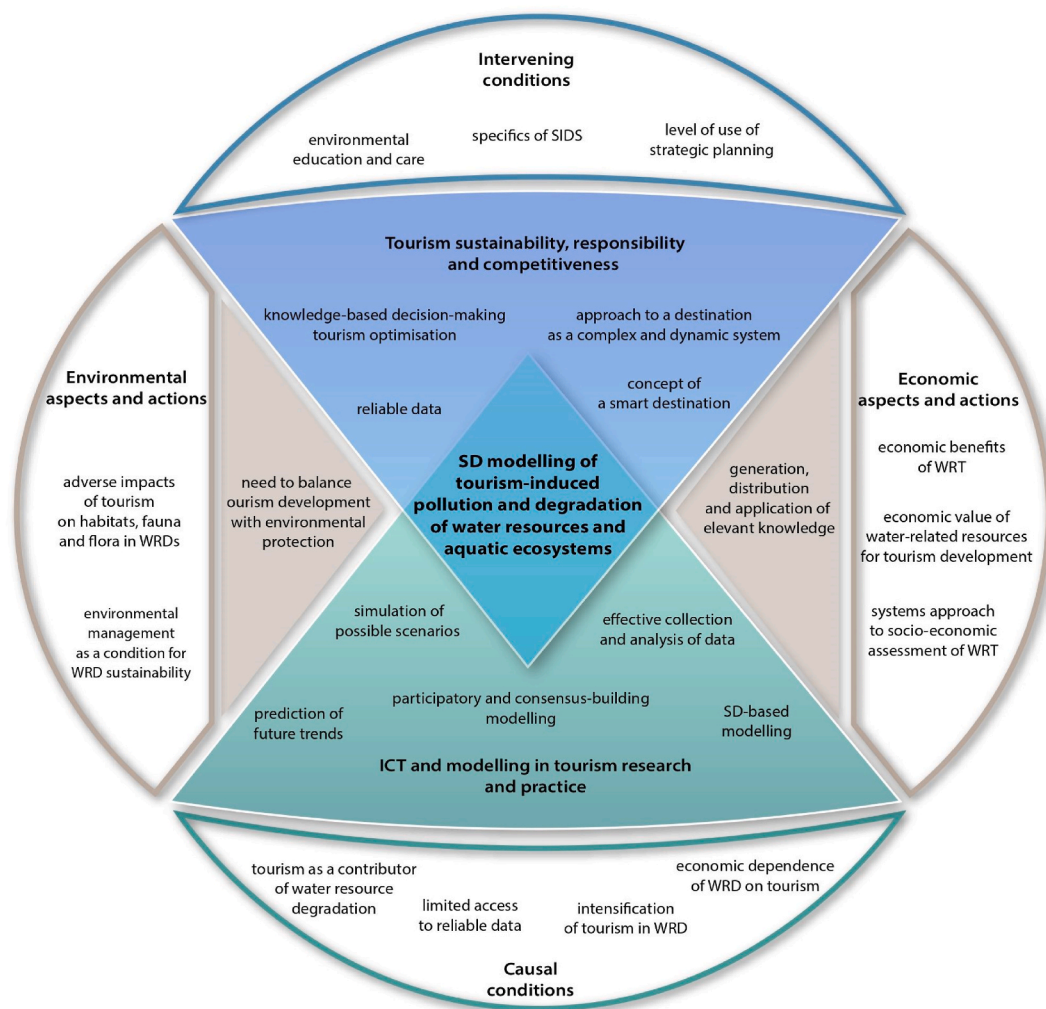 Intervening
conditions
environmental
education and care
specifics of SIDS
level of use of
strategic planning
Tourism sustainability, responsibility
and competitiveness
knowledge-based decision-making
tourism optimisation
approach to a destination
as a complex and dynamic system
reliable data
concept of
a smart destination
Environmental
aspects and actions
adverse impacts
of tourism
on habitats, fauna
and flora in WRDs
environmental
management
as a condition for
WRD sustainability
need to balance
ourism development
with environmental
protection
SD modelling of
tourism-induced
pollution and degradation
of water resources and
aquatic ecosystems
generation,
distribution
and application of
elevant knowledge
Economic
aspects and actions
economic benefits
of WRT
economic value of
water-related resources
for tourism development
systems approach
to socio-economic
assessment of WRT
simulation of
possible scenarios
effective collection
and analysis of data
participatory and consensus-building
modelling
prediction of
future trends
SD-based
modelling
ICT and modelling in tourism research
and practice
tourism as a contributor
of water resource
degradation
limited access
to reliable data
intensification
of tourism in WRD
economic dependence
of WRD on tourism
Causal
conditions